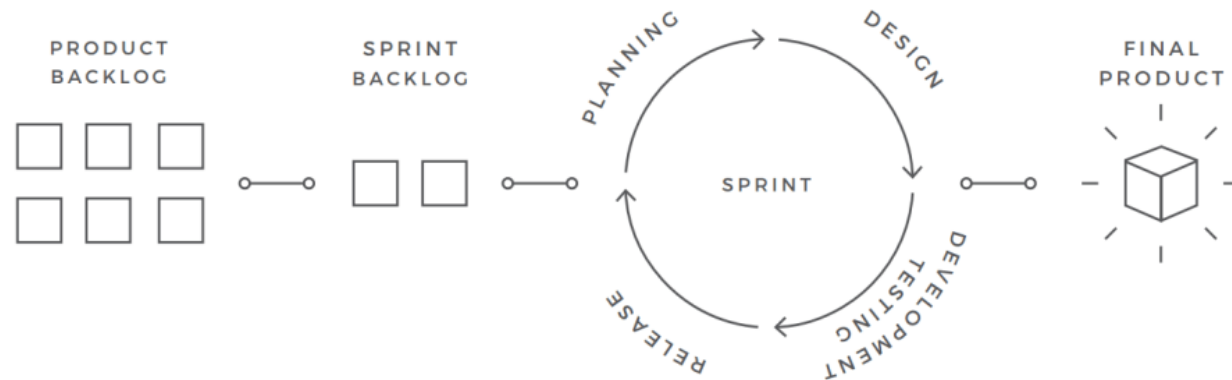 PRODUCT
BACKLOG
SPRINT
BACKLOG
PLANNING
DESIGN
SPRINT
DEVELOPMENT
TESTING
RELEASE
FINAL
PRODUCT